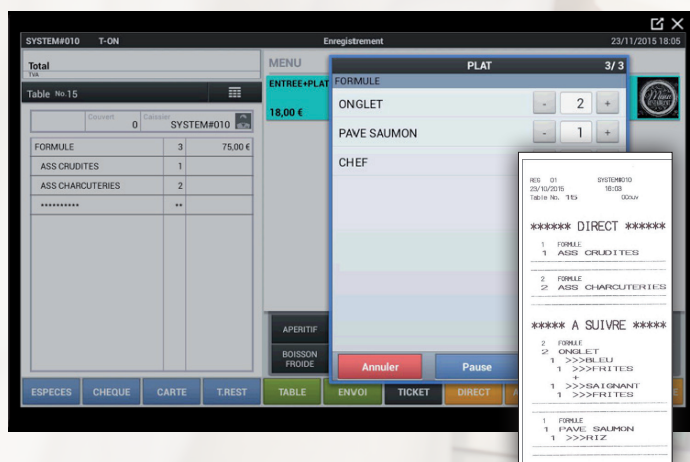 SYSTEM#010 T-ON Enregistrement 23/11/2015 18:05
Total
TVA
Table No.15
Couvert 0 Caissier SYSTEM#010
FORMULE 3 75,00 €
ASS CRUDITES 1
ASS CHARCUTERIES 2
•••••••••• ••
MENU
ENTREE+PLAT
18,00 €
Menu
PLAT 3/3
FORMULE
ONGLET - 2 +
PAVE SAUMON - 1 +
CHEF
Annuler Pause
APERITIF
BOISSON
FROIDE
ESPECES CHEQUE CARTE T.REST TABLE ENVOI TICKET DIRECT
REG 01 SYSTEM#010
23/10/2015 18:03
Table No. 15 00cuv
****** DIRECT ******
1 FORMULE
1 ASS CRUDITES
2 FORMULE
2 ASS CHARCUTERIES
***** A SUIVRE *****
2 FORMULE
2 ONGLET
1 >>>BLEU
1 >>>FRITES
+
1 >>>SAIGNANT
1 >>>FRITES
1 FORMULE
1 PAVE SAUMON
1 >>>RIZ